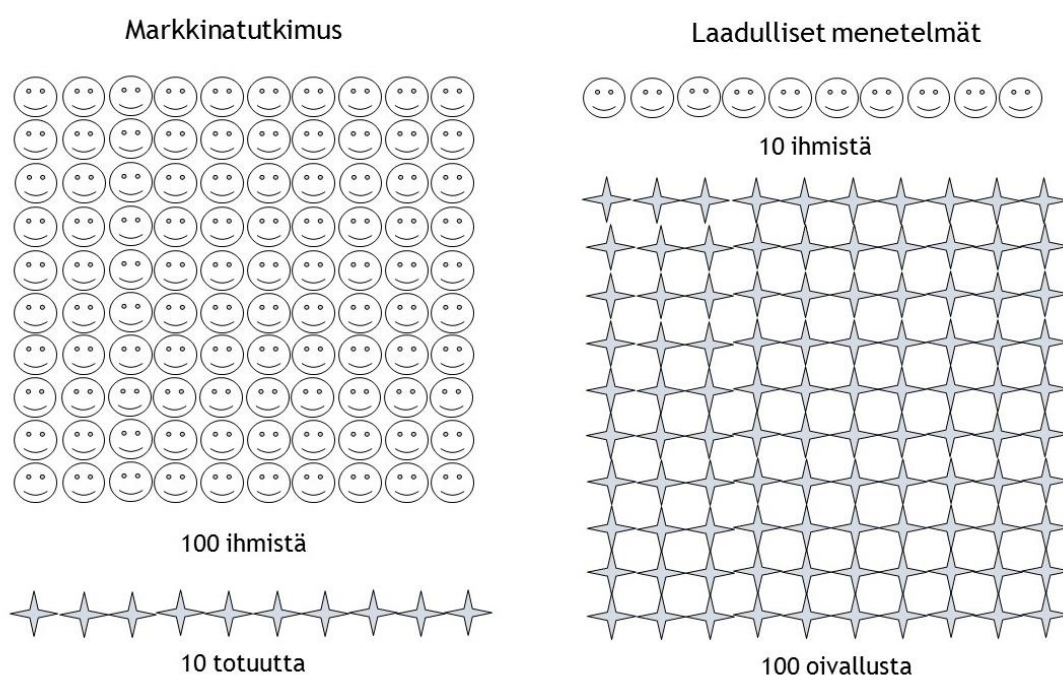 Markkinatutkimus
100 ihmistä
10 totuutta
Laadulliset menetelmät
10 ihmistä
100 oivallusta